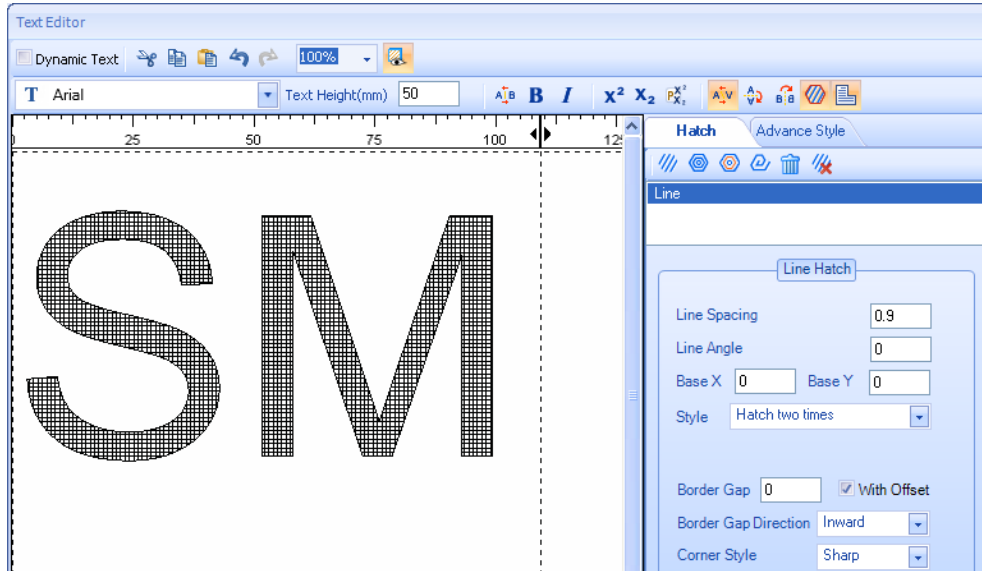 Text Editor
Dynamic Text 100%
T Arial Text Height(mm) 50 A B B I X² X₂ A V B B
25 50 75 100 125
Hatch Advance Style
Line
SM
Line Hatch
Line Spacing 0.9
Line Angle 0
Base X 0 Base Y 0
Style Hatch two times
Border Gap 0 With Offset
Border Gap Direction Inward
Corner Style Sharp